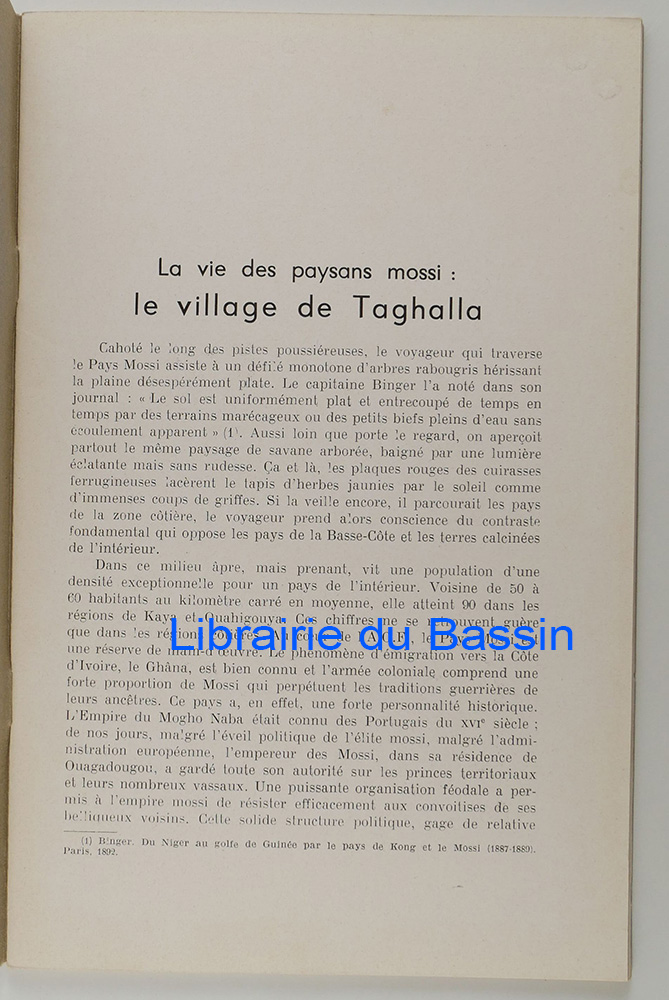 La vie des paysans mossi :
le village de Taghalla
Cahoté le long des pistes poussiéreuses, le voyageur qui traverse
le Pays Mossi assiste à un défilé monotone d'arbres rabougris hérissant
la plaine désespérément plate. Le capitaine Binger l'a noté dans son
journal : « Le sol est uniformément plat et entrecoupé de temps en
temps par des terrains marécageux ou des petits biefs pleins d'eau sans
écoulement apparent » (1). Aussi loin que porte le regard, on aperçoit
partout le même paysage de savane arborée, baigné par une lumière
éclatante mais sans rudesse. Ça et là, les plaques rouges des cuirasses
ferrugineuses lacèrent le tapis d'herbes jaunies par le soleil comme
d'immenses coups de griffes. Si la veille encore, il parcourait les pays
de la zone côtière, le voyageur prend alors conscience du contraste
fondamental qui oppose les pays de la Basse-Côte et les terres calcinées
de l'intérieur.
Dans ce milieu âpre, mais prenant, vit une population d'une
densité exceptionnelle pour un pays de l'intérieur. Voisine de 50 à
60 habitants au kilomètre carré en moyenne, elle atteint 90 dans les
régions de Kaya et Ouahigouya. Ces chiffres ne se trouvent guère
que dans les régions
Librairie du Bassin
une réserve de main-d'œuvre. Le phénomène d'émigration vers la Côte
d'Ivoire, le Ghâna, est bien connu et l'armée coloniale comprend une
forte proportion de Mossi qui perpétuent les traditions guerrières de
leurs ancêtres. Ce pays a, en effet, une forte personnalité historique.
L'Empire du Mogho Naba était connu des Portugais du XVIe siècle ;
de nos jours, malgré l'éveil politique de l'élite mossi, malgré l'admi-
nistration européenne, l'empereur des Mossi, dans sa résidence de
Ouagadougou, a gardé toute son autorité sur les princes territoriaux
et leurs nombreux vassaux. Une puissante organisation féodale a per-
mis à l'empire mossi de résister efficacement aux convoitises de ses
belliqueux voisins. Cette solide structure politique, gage de relative
(1) Binger. Du Niger au golfe de Guinée par le pays de Kong et le Mossi (1887-1889).
Paris, 1892.